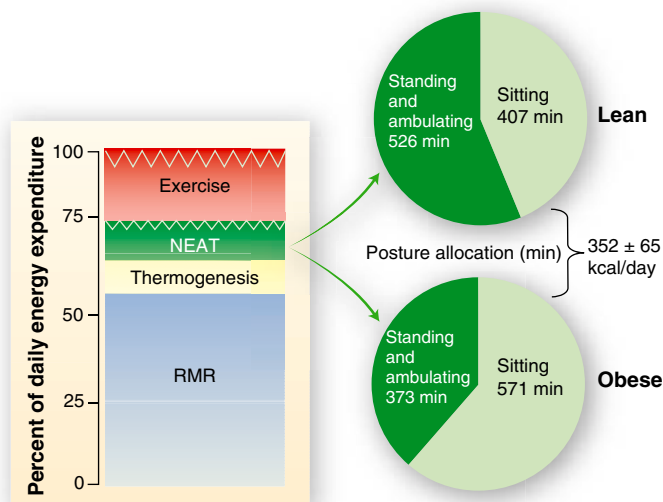 Percent of daily energy expenditure
100
75
50
25
0
Exercise
NEAT
Thermogenesis
RMR
Standing
and
ambulating
526 min
Sitting
407 min
Lean
Posture allocation (min)
352 ± 65
kcal/day
Standing
and
ambulating
373 min
Sitting
571 min
Obese